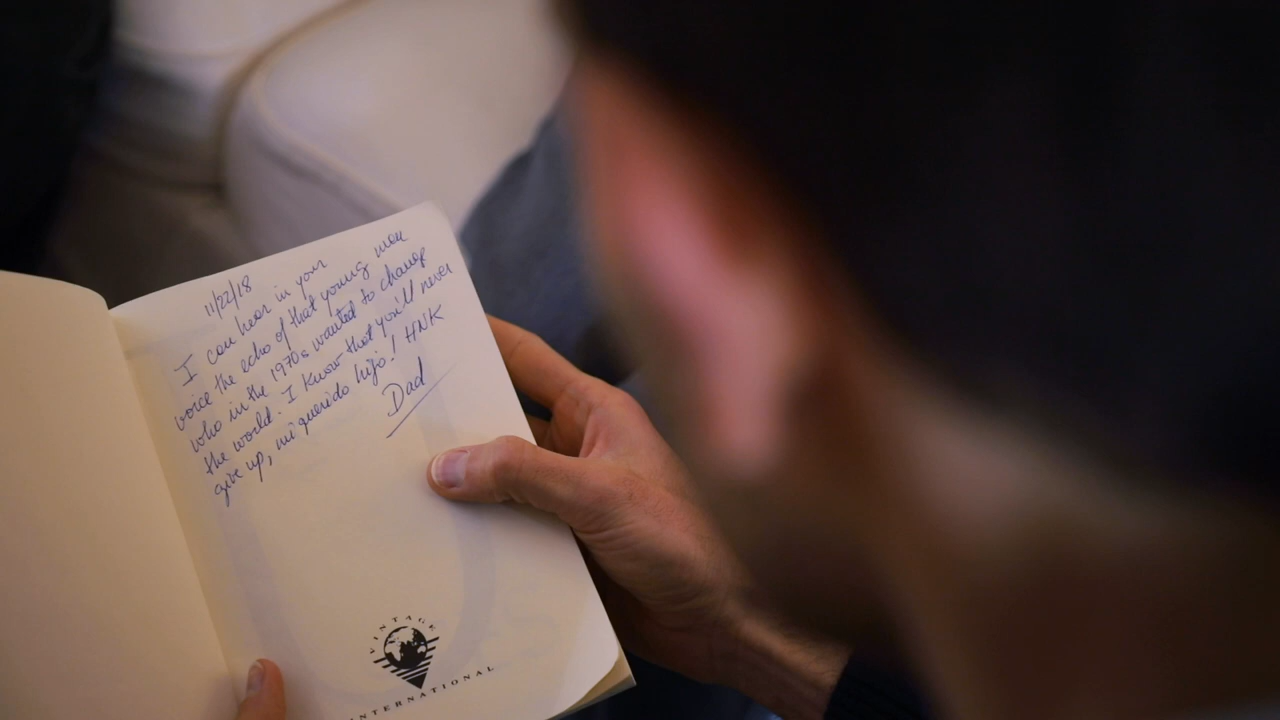 11/22/18
I can hear in your
voice the echo of that young man
who in the 1970s wanted to change
the world. I know that you'll never
give up, mi querido hijo! HNK
Dad
VINTAGE
INTERNATIONAL